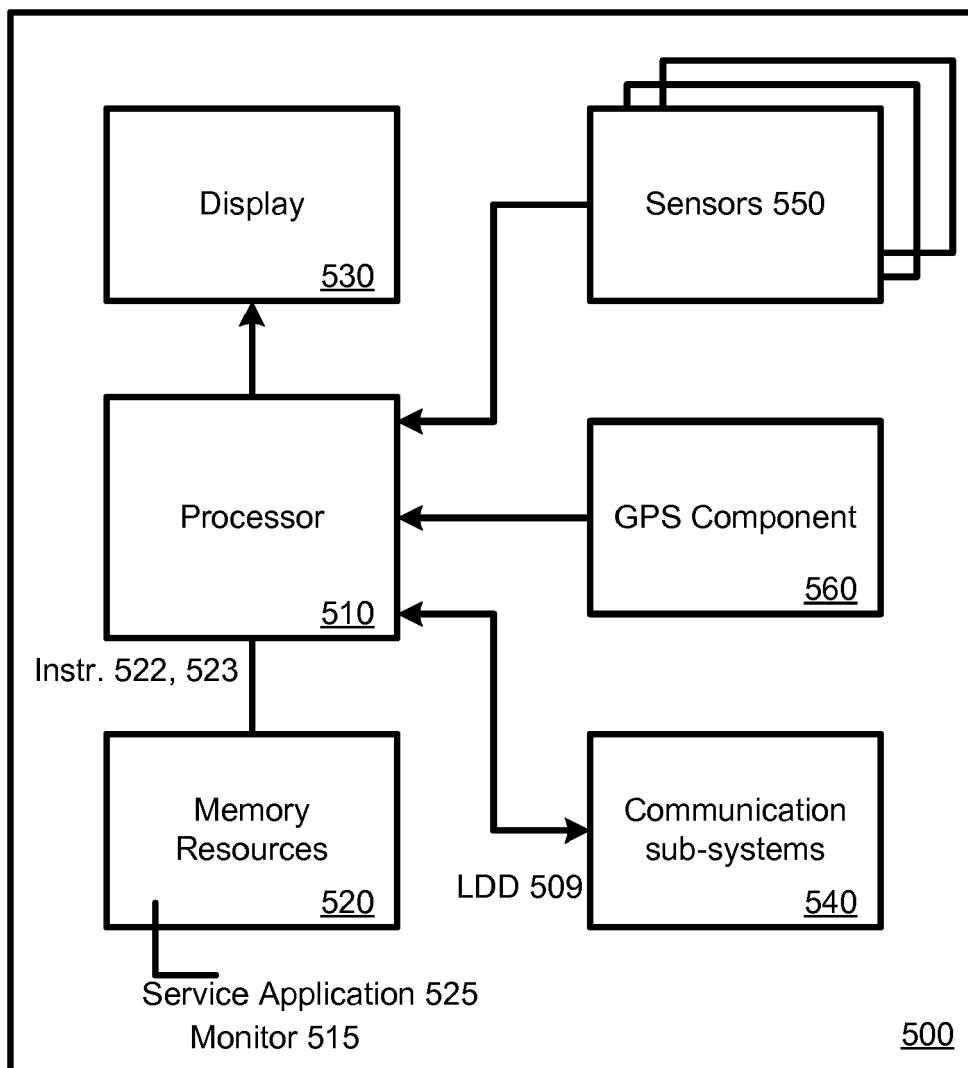 Display
530
Sensors 550
Processor
510
GPS Component
560
Instr. 522, 523
Memory
Resources
520
Communication
sub-systems
540
LDD 509
Service Application 525
Monitor 515
500